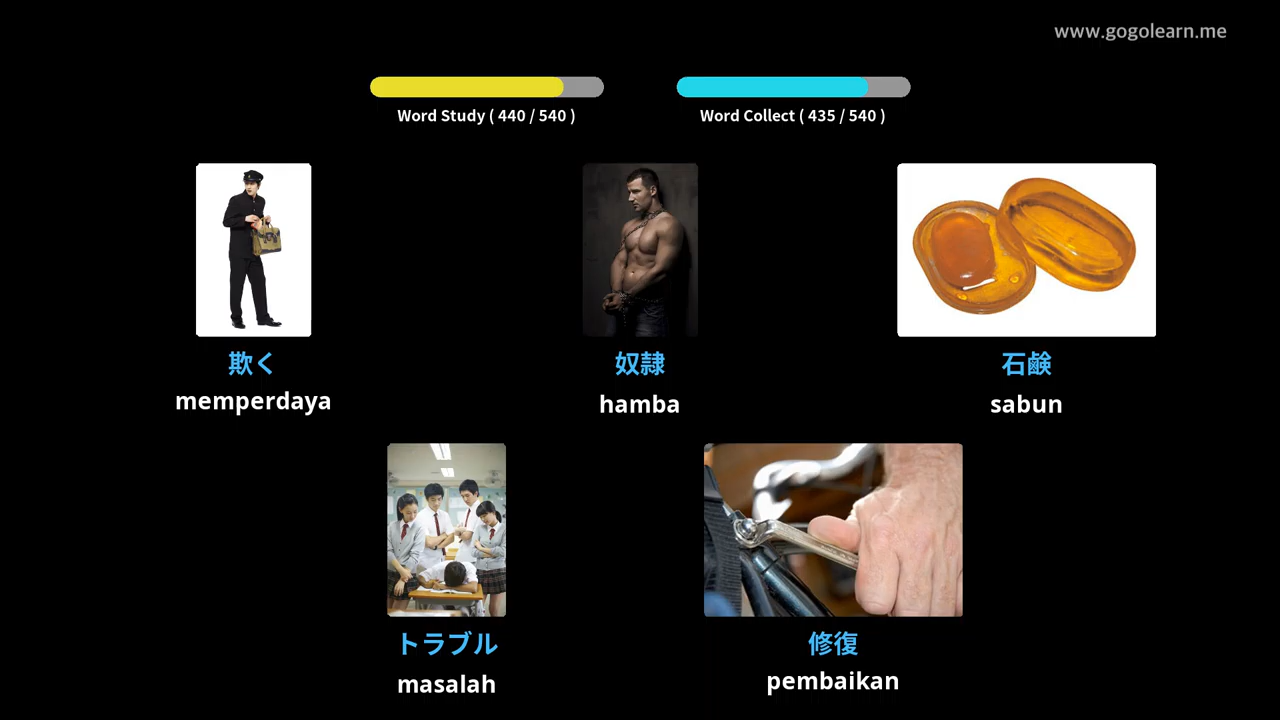 www.gogolearn.me
Word Study ( 440 / 540 )
Word Collect ( 435 / 540 )
欺く
memperdaya
奴隷
hamba
石鹸
sabun
トラブル
masalah
修復
pembaikan